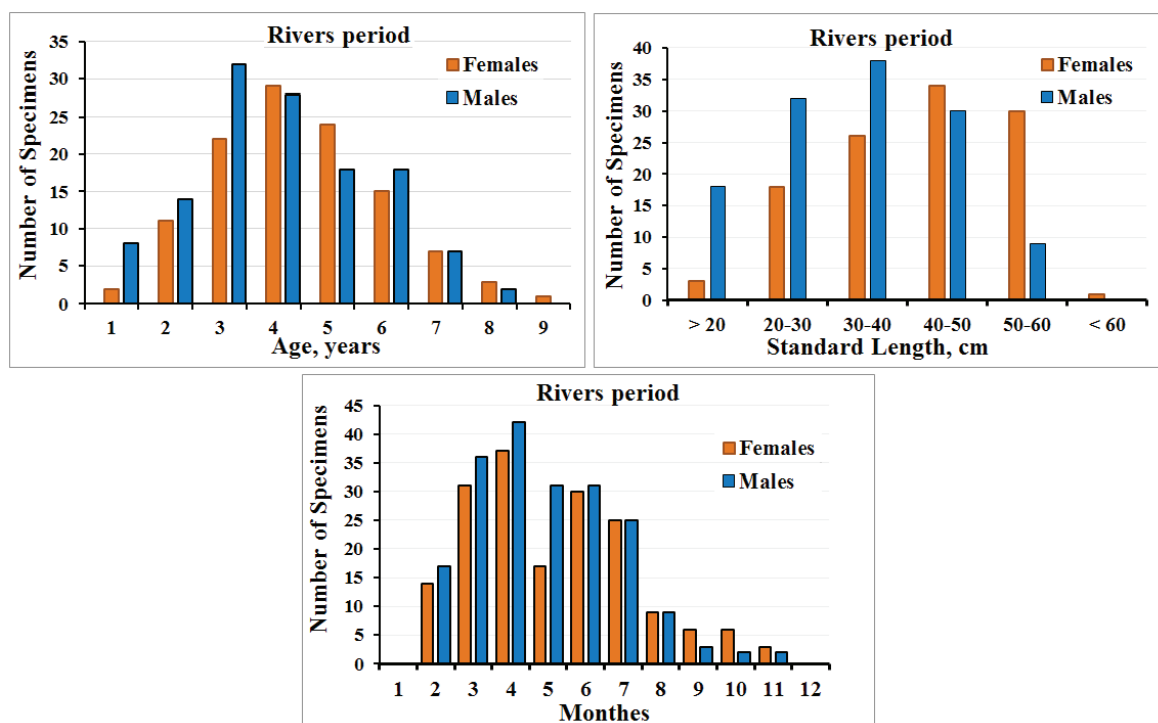 Rivers period
Females
Males
Number of Specimens
35
30
25
20
15
10
5
0
1 2 3 4 5 6 7 8 9
Age, years
Rivers period
Females
Males
Number of Specimens
40
35
30
25
20
15
10
5
0
> 20 20-30 30-40 40-50 50-60 < 60
Standard Length, cm
Rivers period
Females
Males
Number of Specimens
45
40
35
30
25
20
15
10
5
0
1 2 3 4 5 6 7 8 9 10 11 12
Monthes